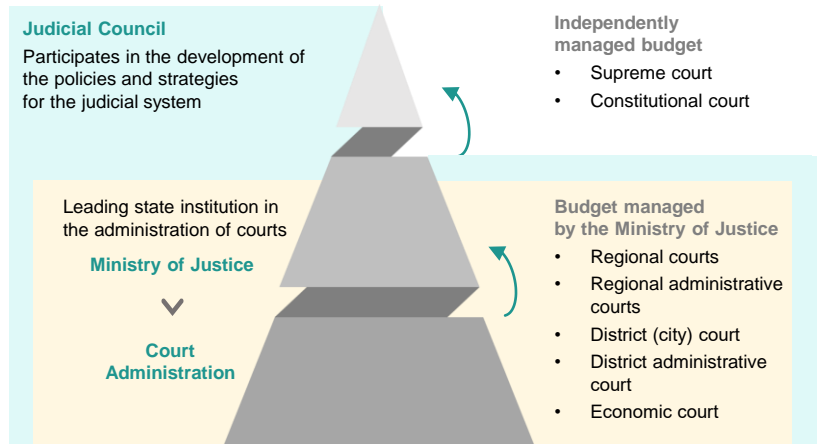 Judicial Council
Participates in the development of
the policies and strategies
for the judicial system
Independently
managed budget
• Supreme court
• Constitutional court
Leading state institution in
the administration of courts
Ministry of Justice
Court
Administration
Budget managed
by the Ministry of Justice
• Regional courts
• Regional administrative
courts
• District (city) court
• District administrative
court
• Economic court